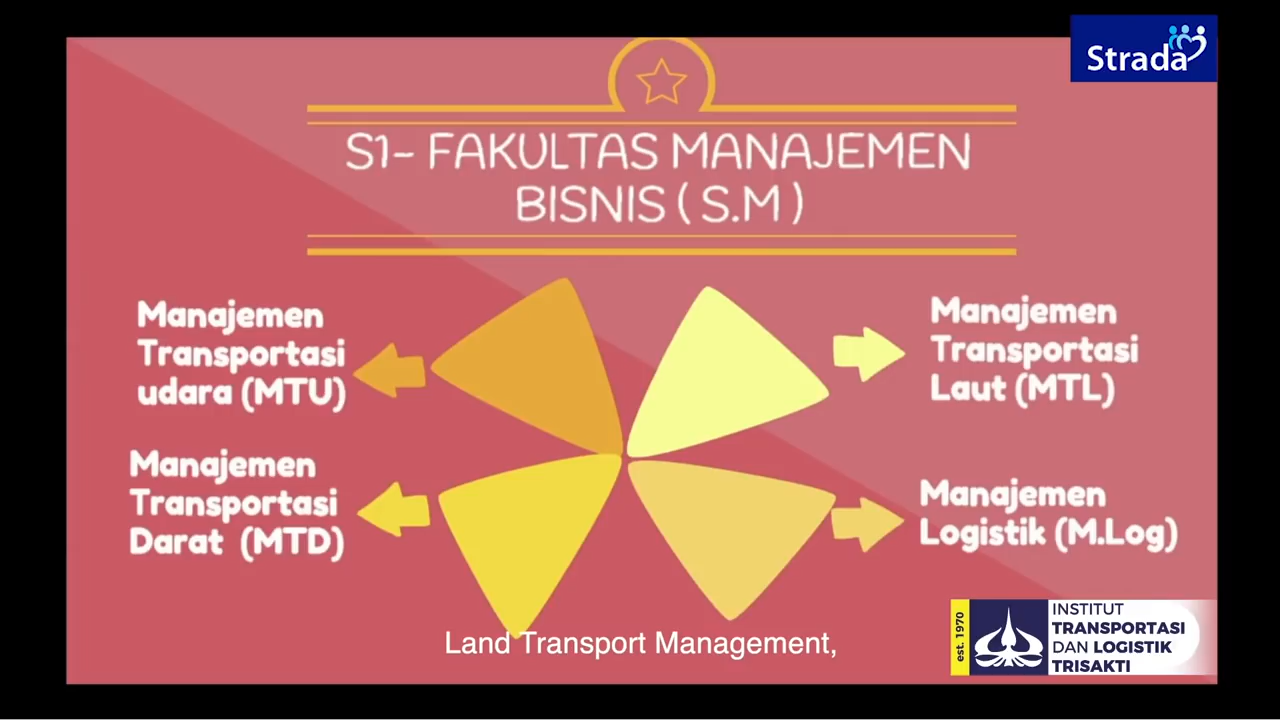 Strada
S1- FAKULTAS MANAJEMEN
BISNIS ( S.M )
Manajemen
Transportasi
udara (MTU)
Manajemen
Transportasi
Laut (MTL)
Manajemen
Transportasi
Darat (MTD)
Manajemen
Logistik (M.Log)
Land Transport Management,
est. 1970
INSTITUT
TRANSPORTASI
DAN LOGISTIK
TRISAKTI